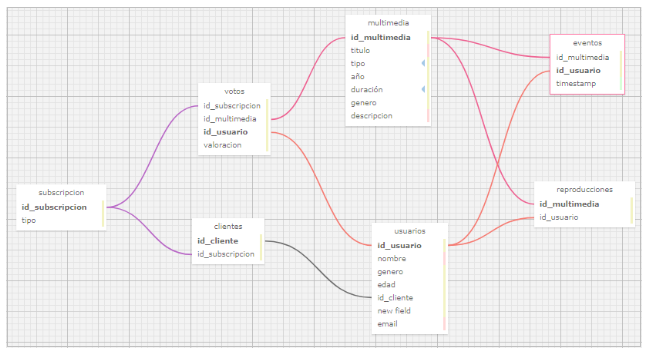 multimedia
id_multimedia
titulo
tipo
año
duración
genero
descripcion
eventos
id_multimedia
id_usuario
timestamp
votos
id_subscripcion
id_multimedia
id_usuario
valoracion
subscripcion
id_subscripcion
tipo
clientes
id_cliente
id_subscripcion
usuarios
id_usuario
nombre
genero
edad
id_cliente
new field
email
reproducciones
id_multimedia
id_usuario